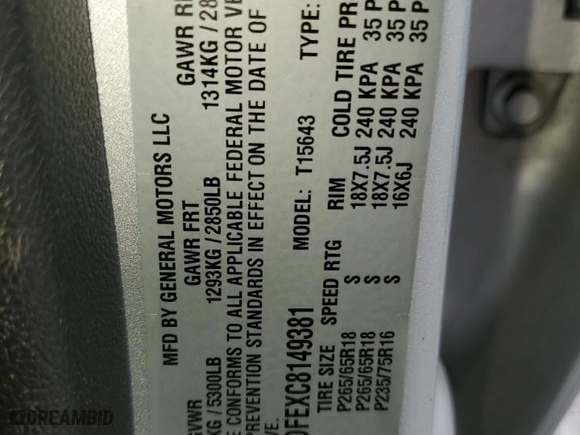 MFD BY GENERAL MOTORS LLC
GVWR GAWR FRT GAWR RR
KG / 5300LB 1293KG / 2850LB 1314KG / 28
E CONFORMS TO ALL APPLICABLE FEDERAL MOTOR VE
PREVENTION STANDARDS IN EFFECT ON THE DATE OF
VE.
0FEXC8149381 MODEL: T15643 TYPE:
TIRE SIZE SPEED RTG RIM COLD TIRE PR
P265/65R18 S 18X7.5J 240 KPA 35 P
P265/65R18 S 18X7.5J 240 KPA 35 P
P235/75R16 S 16X6J 240 KPA 35 P
DREAMBID